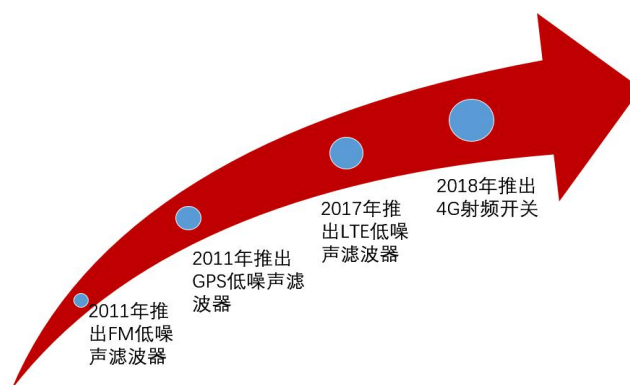 2011年推
出FM低噪
声滤波器
2011年推出
GPS低噪声滤
波器
2017年推
出LTE低噪
声滤波器
2018年推出
4G射频开关